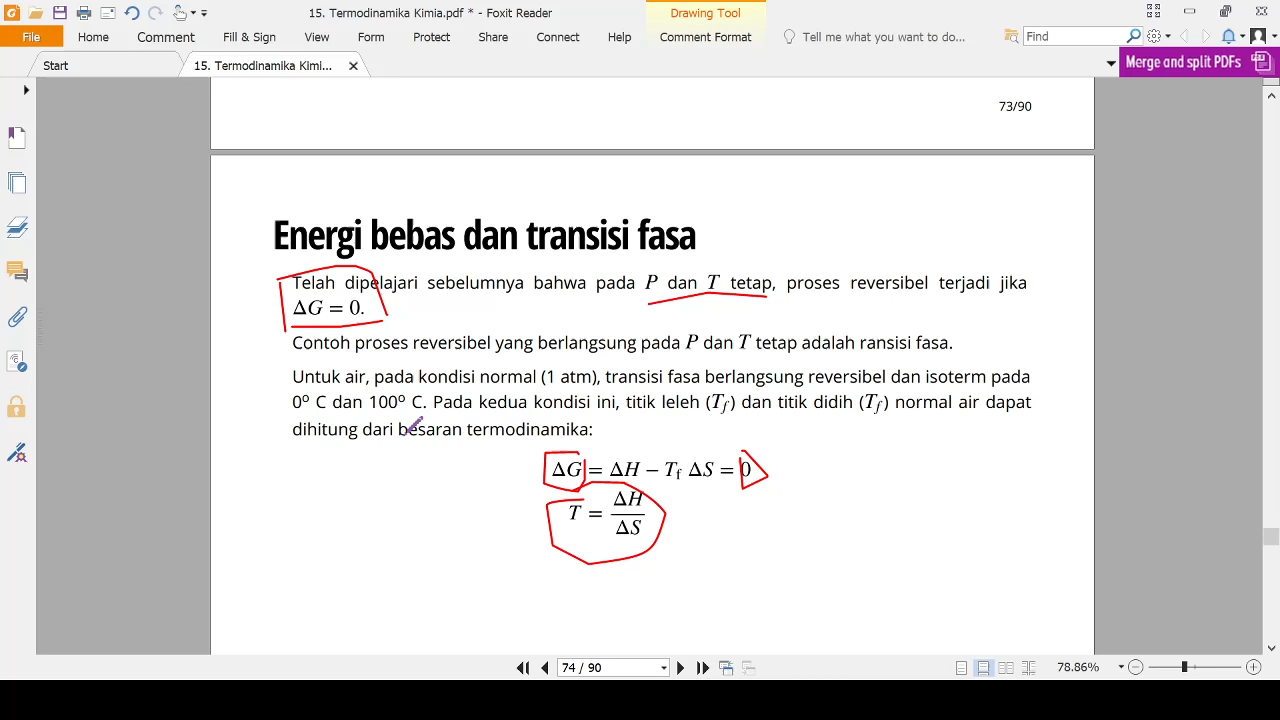 15. Termodinamika Kimia.pdf * - Foxit Reader
Drawing Tool
File Home Comment Fill & Sign View Form Protect Share Connect Help Comment Format Tell me what you want to do... Find
Start 15. Termodinamika Kimi... Merge and split PDFs
73/90
Energi bebas dan transisi fasa
Telah dipelajari sebelumnya bahwa pada P dan T tetap, proses reversibel terjadi jika
ΔG = 0.
Contoh proses reversibel yang berlangsung pada P dan T tetap adalah ransisi fasa.
Untuk air, pada kondisi normal (1 atm), transisi fasa berlangsung reversibel dan isoterm pada
0° C dan 100° C. Pada kedua kondisi ini, titik leleh (T_f) dan titik didih (T_f) normal air dapat
dihitung dari besaran termodinamika:
ΔG = ΔH − T_f ΔS = 0
T = ΔH/ΔS
74 / 90 78.86%